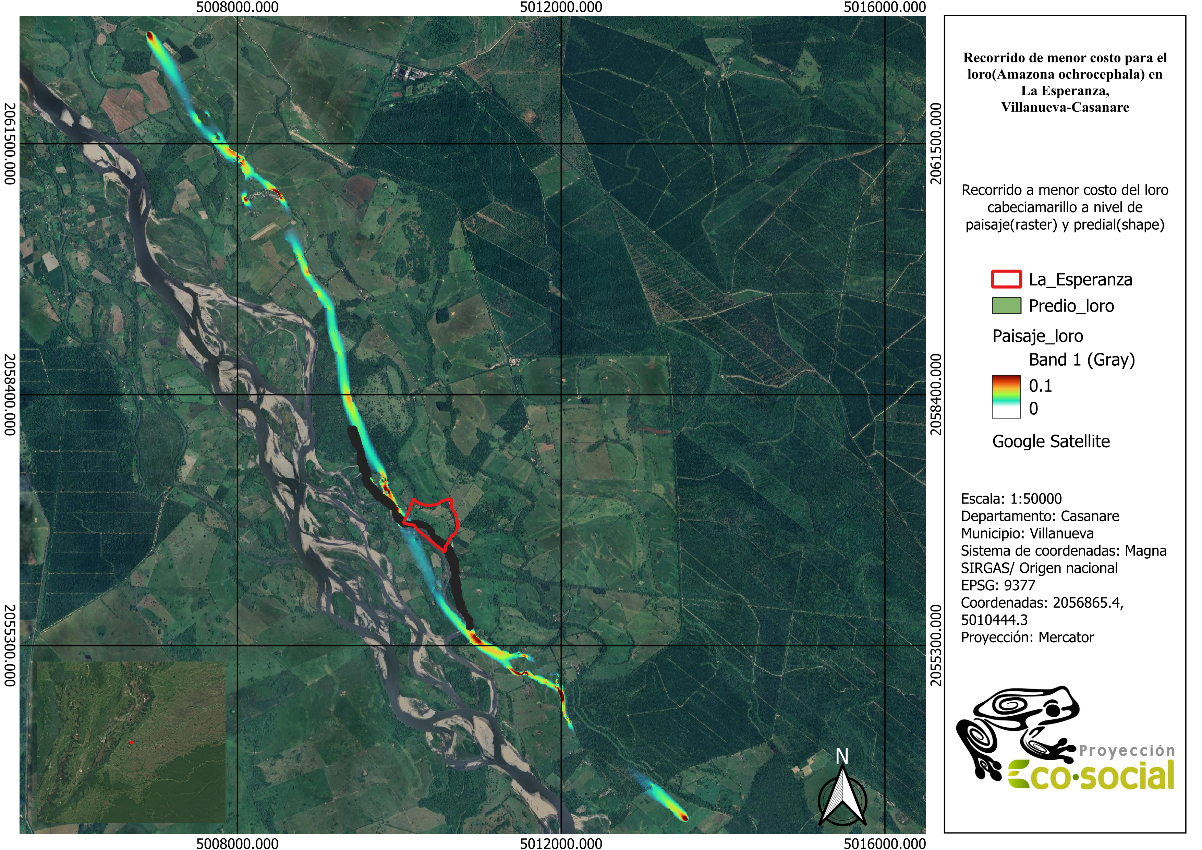 5008000.000
5012000.000
5016000.000
2061500.000
2061500.000
2058400.000
2058400.000
2055300.000
2055300.000
N
5008000.000
5012000.000
5016000.000
Recorrido de menor costo para el
loro(Amazona ochrocephala) en
La Esperanza,
Villanueva-Casanare
Recorrido a menor costo del loro
cabeciamarillo a nivel de
paisaje(raster) y predial(shape)
La_Esperanza
Predio_loro
Paisaje_loro
Band 1 (Gray)
0.1
0
Google Satellite
Escala: 1:50000
Departamento: Casanare
Municipio: Villanueva
Sistema de coordenadas: Magna
SIRGAS/ Origen nacional
EPSG: 9377
Coordenadas: 2056865.4,
5010444.3
Proyección: Mercator
Proyección
Eco·social